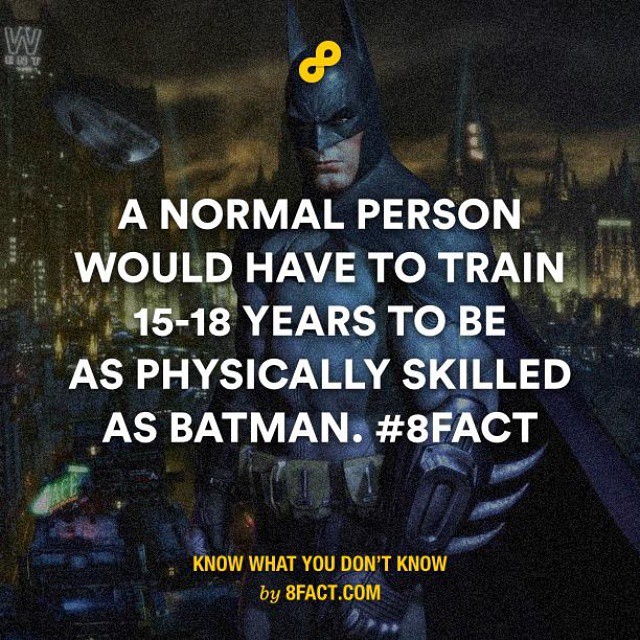 W
A NORMAL PERSON
WOULD HAVE TO TRAIN
15-18 YEARS TO BE
AS PHYSICALLY SKILLED
AS BATMAN. #8FACT
KNOW WHAT YOU DON'T KNOW
by 8FACT.COM